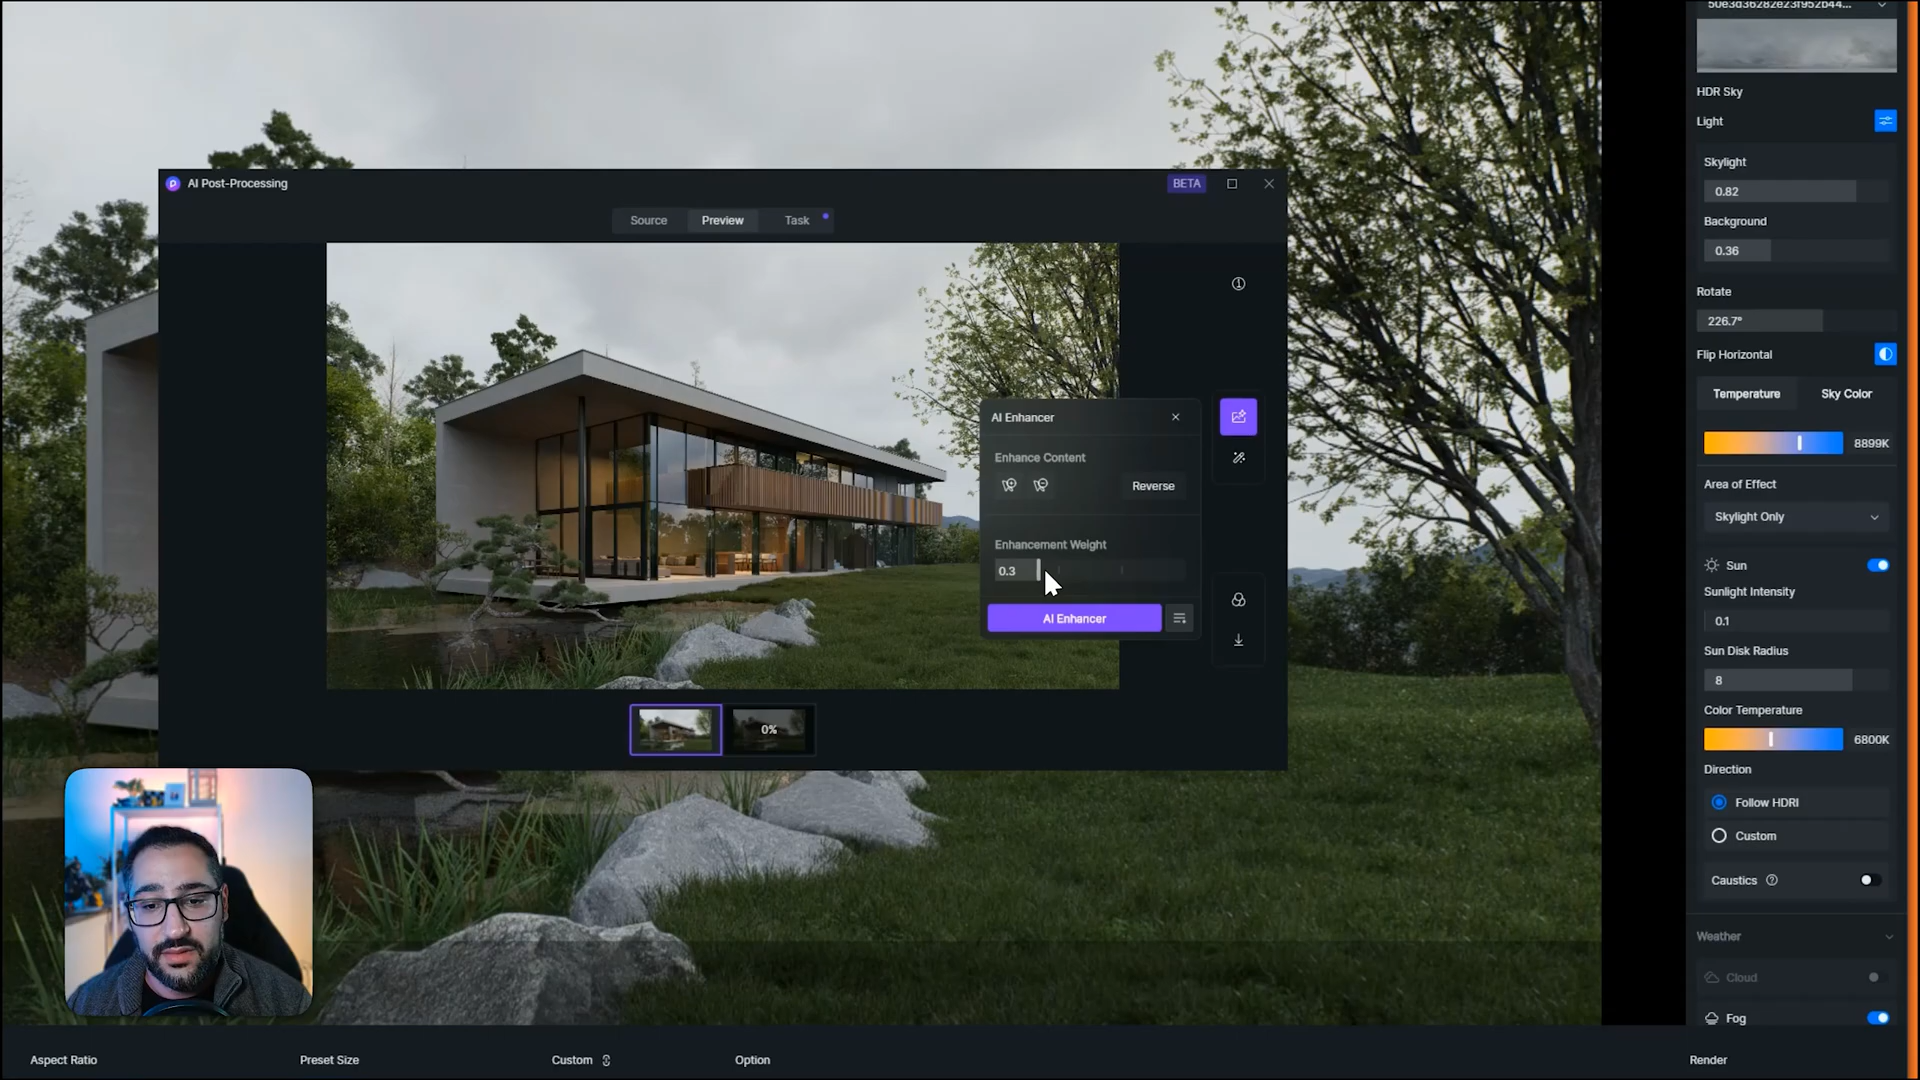 50e3d36282e23f952b44...
HDR Sky
Light
Skylight
0.82
Background
0.36
Rotate
226.7°
Flip Horizontal
Temperature Sky Color
8899K
Area of Effect
Skylight Only
Sun
Sunlight Intensity
0.1
Sun Disk Radius
8
Color Temperature
6800K
Direction
Follow HDRI
Custom
Caustics
Weather
Cloud
Fog
AI Post-Processing
BETA
Source Preview Task
AI Enhancer
Enhance Content
Reverse
Enhancement Weight
0.3
AI Enhancer
0%
Aspect Ratio Preset Size Custom Option Render